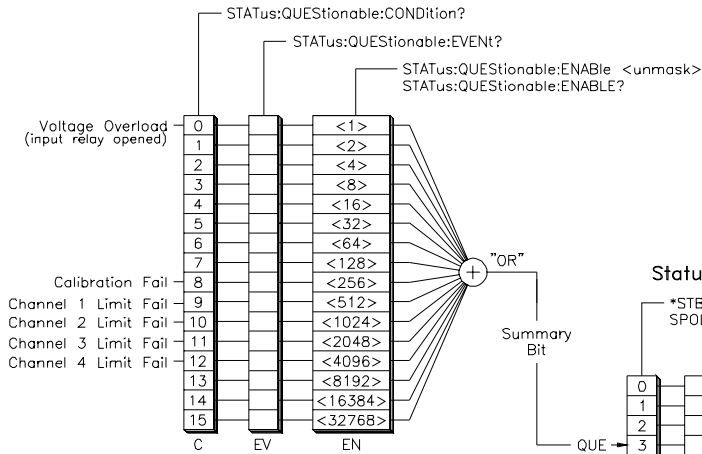 STATus:QUEStionable:CONDition?
STATus:QUEStionable:EVENt?
STATus:QUEStionable:ENABle <unmask>
STATus:QUEStionable:ENABLE?
Voltage Overload
(input relay opened)
0 <1>
1 <2>
2 <4>
3 <8>
4 <16>
5 <32>
6 <64>
7 <128>
Calibration Fail 8 <256>
Channel 1 Limit Fail 9 <512>
Channel 2 Limit Fail 10 <1024>
Channel 3 Limit Fail 11 <2048>
Channel 4 Limit Fail 12 <4096>
13 <8192>
14 <16384>
15 <32768>
C EV EN
+ "OR"
Summary
Bit
QUE
Statu
*STB
SPOL
0
1
2
3